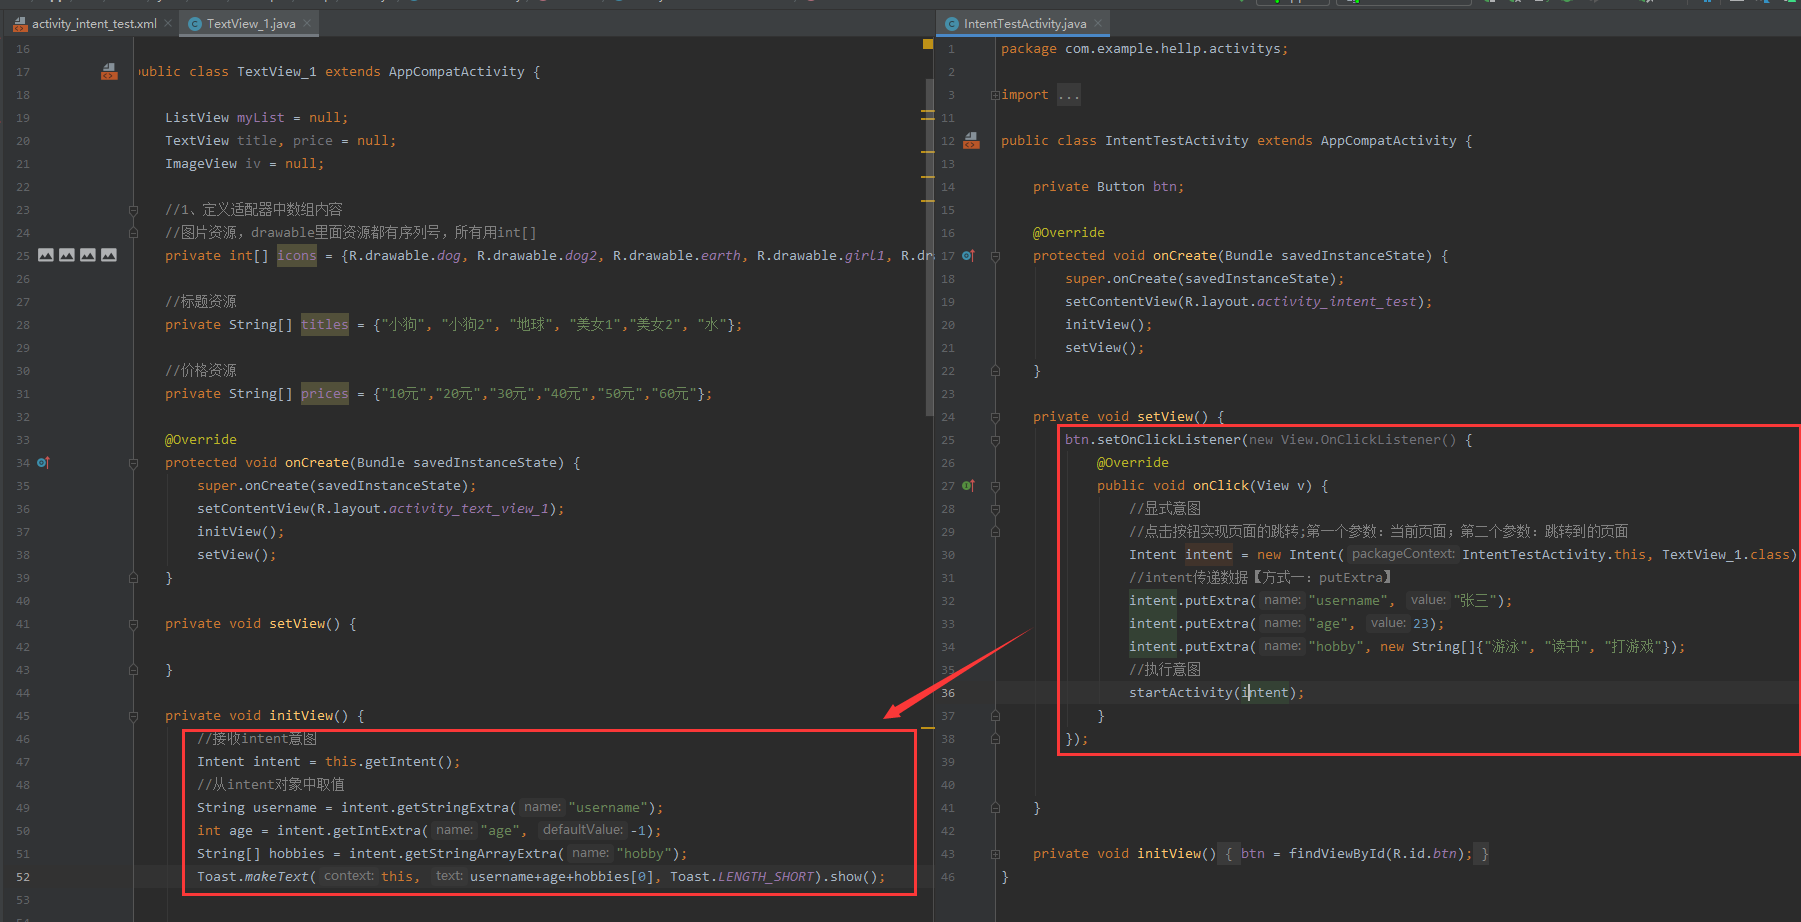 activity_intent_test.xml
TextView_1.java
16
17 public class TextView_1 extends AppCompatActivity {
18
19 ListView myList = null;
20 TextView title, price = null;
21 ImageView iv = null;
22
23 //1、定义适配器中数组内容
24 //图片资源，drawable里面资源都有序列号，所有用int[]
25 private int[] icons = {R.drawable.dog, R.drawable.dog2, R.drawable.earth, R.drawable.girl1, R.dr
26
27 //标题资源
28 private String[] titles = {"小狗", "小狗2", "地球", "美女1","美女2", "水"};
29
30 //价格资源
31 private String[] prices = {"10元","20元","30元","40元","50元","60元"};
32
33 @Override
34 protected void onCreate(Bundle savedInstanceState) {
35 super.onCreate(savedInstanceState);
36 setContentView(R.layout.activity_text_view_1);
37 initView();
38 setView();
39 }
40
41 private void setView() {
42
43 }
44
45 private void initView() {
46 //接收intent意图
47 Intent intent = this.getIntent();
48 //从intent对象中取值
49 String username = intent.getStringExtra( name: "username");
50 int age = intent.getIntExtra( name: "age", defaultValue: -1);
51 String[] hobbies = intent.getStringArrayExtra( name: "hobby");
52 Toast.makeText( context: this, text: username+age+hobbies[0], Toast.LENGTH_SHORT).show();
53
IntentTestActivity.java
1 package com.example.hellp.activitys;
2
3 import ...
11
12 public class IntentTestActivity extends AppCompatActivity {
13
14 private Button btn;
15
16 @Override
17 protected void onCreate(Bundle savedInstanceState) {
18 super.onCreate(savedInstanceState);
19 setContentView(R.layout.activity_intent_test);
20 initView();
21 setView();
22 }
23
24 private void setView() {
25 btn.setOnClickListener(new View.OnClickListener() {
26 @Override
27 public void onClick(View v) {
28 //显式意图
29 //点击按钮实现页面的跳转;第一个参数：当前页面；第二个参数：跳转到的页面
30 Intent intent = new Intent( packageContext: IntentTestActivity.this, TextView_1.class)
31 //intent传递数据【方式一：putExtra】
32 intent.putExtra( name: "username", value: "张三");
33 intent.putExtra( name: "age", value: 23);
34 intent.putExtra( name: "hobby", new String[]{"游泳", "读书", "打游戏"});
35 //执行意图
36 startActivity(intent);
37 }
38 });
39
40
41 }
42
43 private void initView() { btn = findViewById(R.id.btn); }
46 }